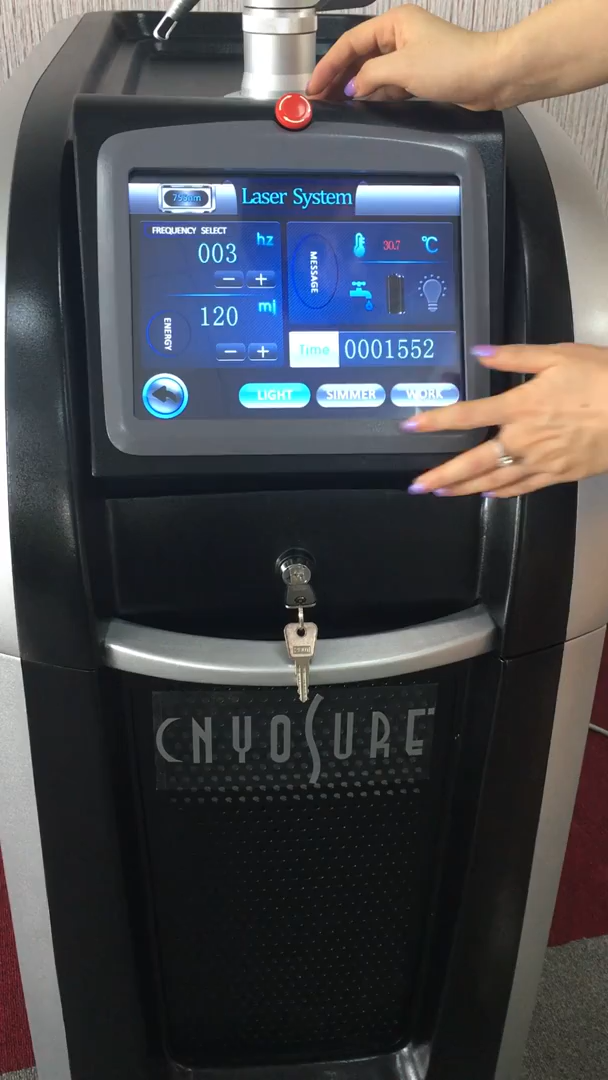 755nm
Laser System
FREQUENCY SELECT
003
hz
MESSAGE
30.7
°C
ENERGY
120
mj
Time
0001552
LIGHT
SIMMER
WORK
CNYOSURE